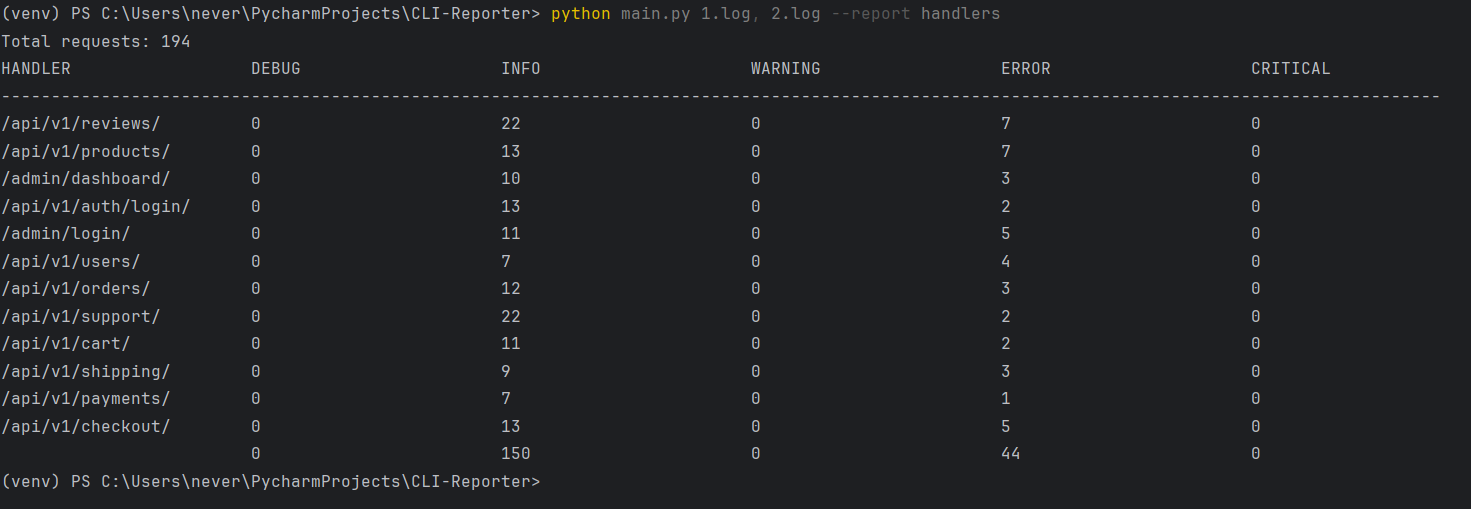 (venv) PS C:\Users\never\PycharmProjects\CLI-Reporter> python main.py 1.log, 2.log --report handlers
Total requests: 194
HANDLER DEBUG INFO WARNING ERROR CRITICAL
------------------------------------------------------------------------------------------------------------------------------------------------
/api/v1/reviews/ 0 22 0 7 0
/api/v1/products/ 0 13 0 7 0
/admin/dashboard/ 0 10 0 3 0
/api/v1/auth/login/ 0 13 0 2 0
/admin/login/ 0 11 0 5 0
/api/v1/users/ 0 7 0 4 0
/api/v1/orders/ 0 12 0 3 0
/api/v1/support/ 0 22 0 2 0
/api/v1/cart/ 0 11 0 2 0
/api/v1/shipping/ 0 9 0 3 0
/api/v1/payments/ 0 7 0 1 0
/api/v1/checkout/ 0 13 0 5 0
0 150 0 44 0
(venv) PS C:\Users\never\PycharmProjects\CLI-Reporter>